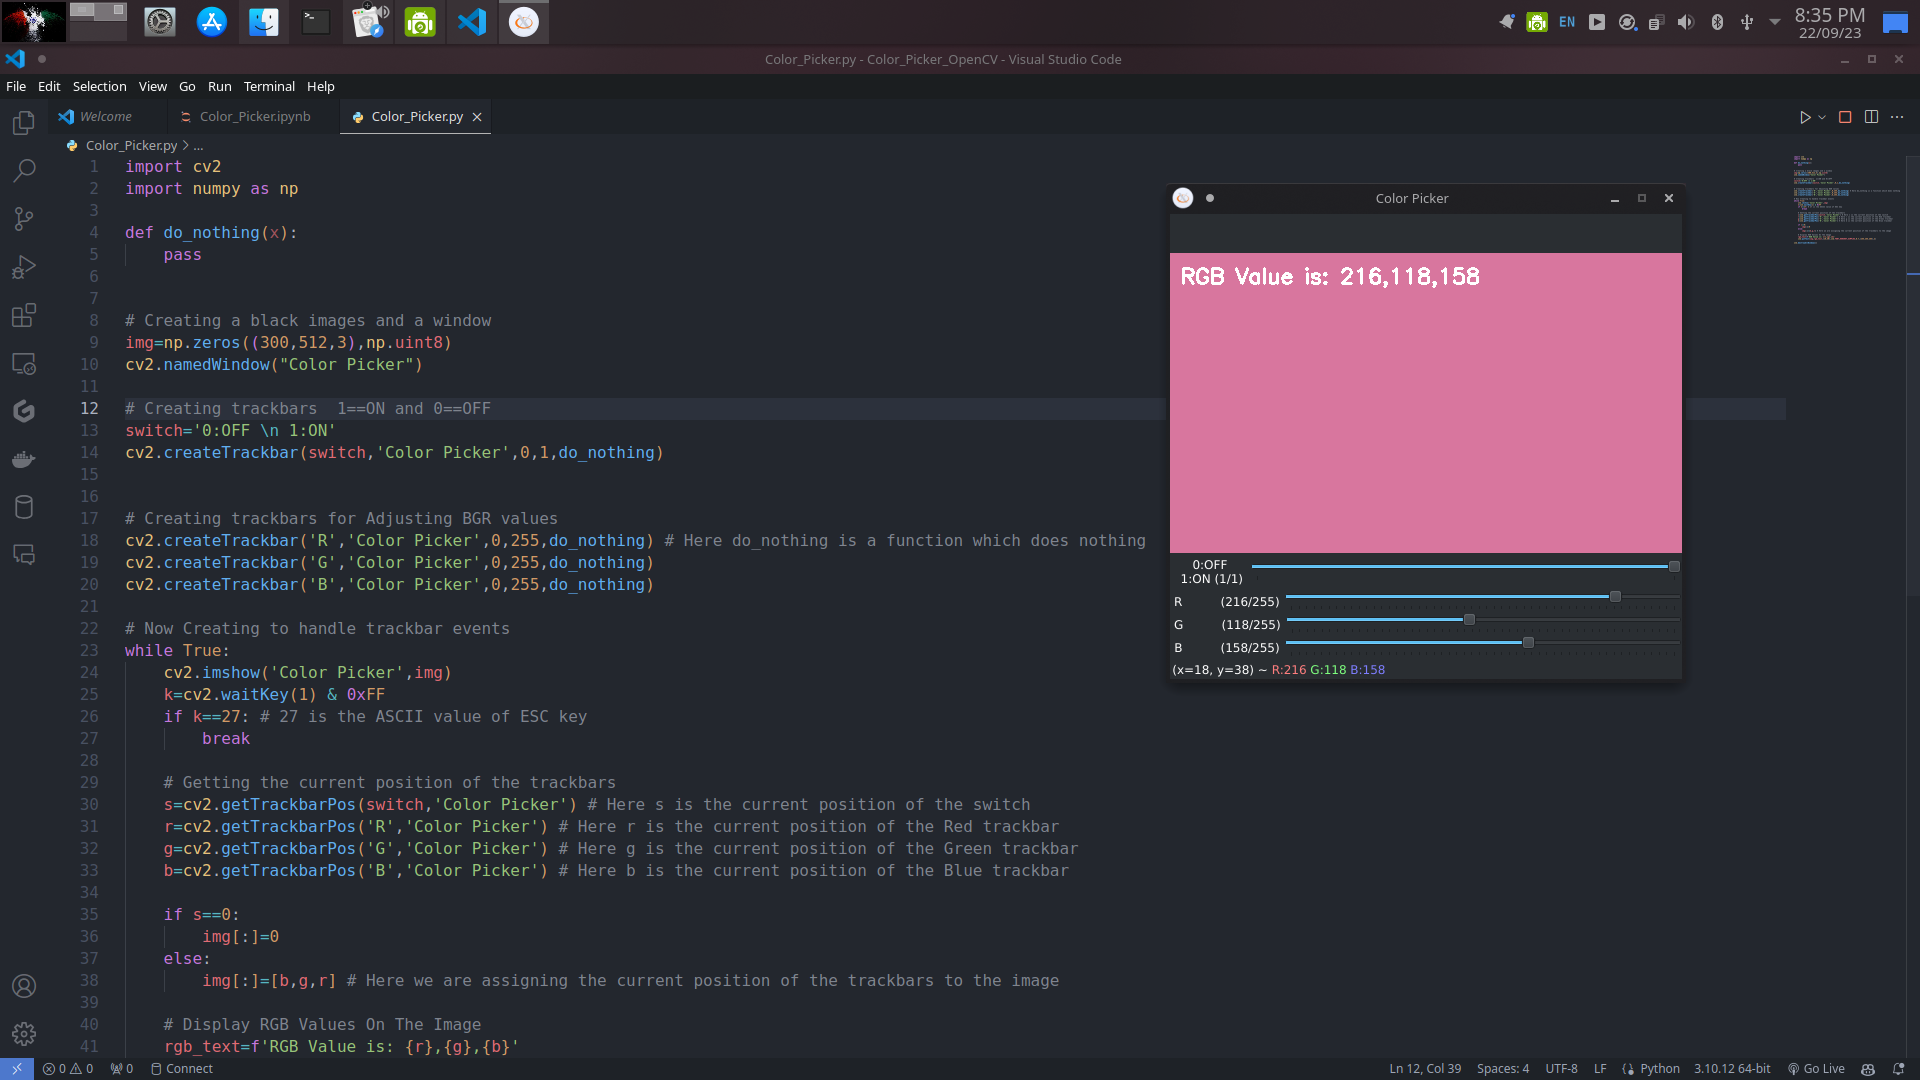 8:35 PM
EN
22/09/23
Color_Picker.py - Color_Picker_OpenCV - Visual Studio Code
File Edit Selection View Go Run Terminal Help
Welcome Color_Picker.ipynb Color_Picker.py
Color_Picker.py > ...
1 import cv2
2 import numpy as np
3
4 def do_nothing(x):
5 pass
6
7
8 # Creating a black images and a window
9 img=np.zeros((300,512,3),np.uint8)
10 cv2.namedWindow("Color Picker")
11
12 # Creating trackbars  1==ON and 0==OFF
13 switch='0:OFF \n 1:ON'
14 cv2.createTrackbar(switch,'Color Picker',0,1,do_nothing)
15
16
17 # Creating trackbars for Adjusting BGR values
18 cv2.createTrackbar('R','Color Picker',0,255,do_nothing) # Here do_nothing is a function which does nothing
19 cv2.createTrackbar('G','Color Picker',0,255,do_nothing)
20 cv2.createTrackbar('B','Color Picker',0,255,do_nothing)
21
22 # Now Creating to handle trackbar events
23 while True:
24 cv2.imshow('Color Picker',img)
25 k=cv2.waitKey(1) & 0xFF
26 if k==27: # 27 is the ASCII value of ESC key
27 break
28
29 # Getting the current position of the trackbars
30 s=cv2.getTrackbarPos(switch,'Color Picker') # Here s is the current position of the switch
31 r=cv2.getTrackbarPos('R','Color Picker') # Here r is the current position of the Red trackbar
32 g=cv2.getTrackbarPos('G','Color Picker') # Here g is the current position of the Green trackbar
33 b=cv2.getTrackbarPos('B','Color Picker') # Here b is the current position of the Blue trackbar
34
35 if s==0:
36 img[:]=0
37 else:
38 img[:]=[b,g,r] # Here we are assigning the current position of the trackbars to the image
39
40 # Display RGB Values On The Image
41 rgb_text=f'RGB Value is: {r},{g},{b}'
Color Picker
RGB Value is: 216,118,158
0:OFF
1:ON (1/1)
R (216/255)
G (118/255)
B (158/255)
(x=18, y=38) ~ R:216 G:118 B:158
0 0 0 Connect
Ln 12, Col 39 Spaces: 4 UTF-8 LF Python 3.10.12 64-bit Go Live